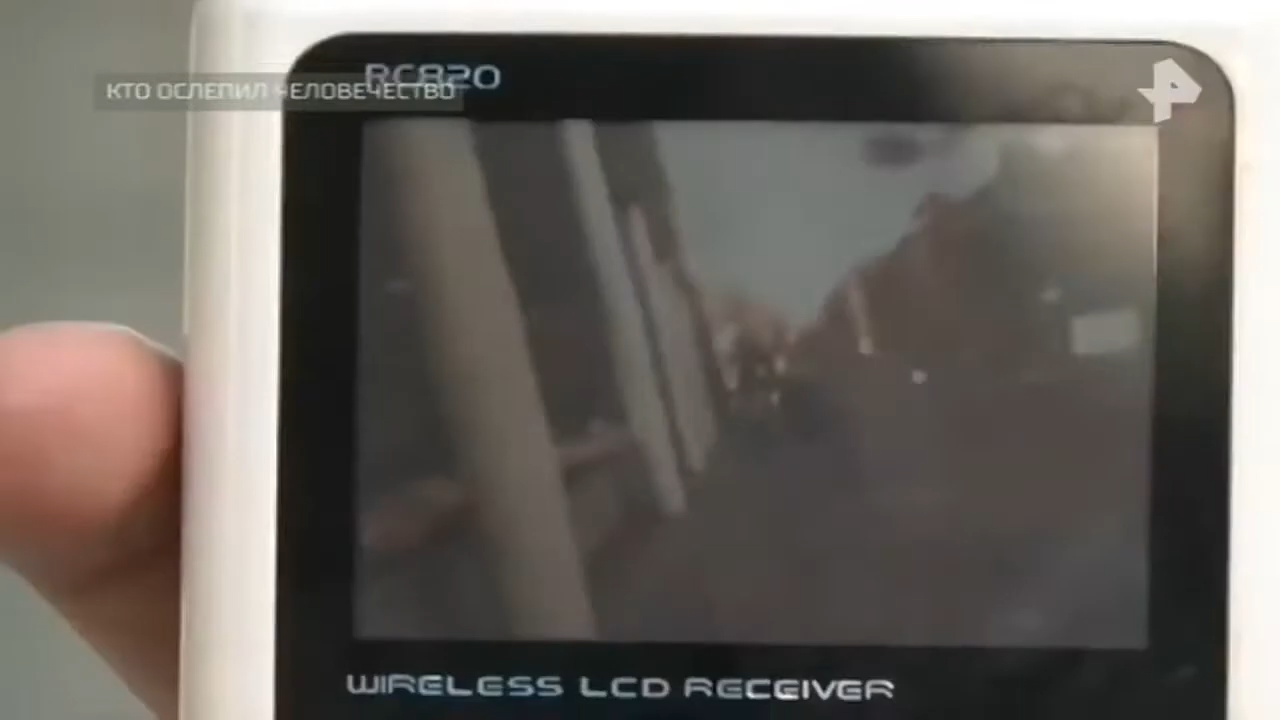 RC820
КТО ОСЛЕПИЛ ЧЕЛОВЕЧЕСТВО
WIRELESS LCD RECEIVER